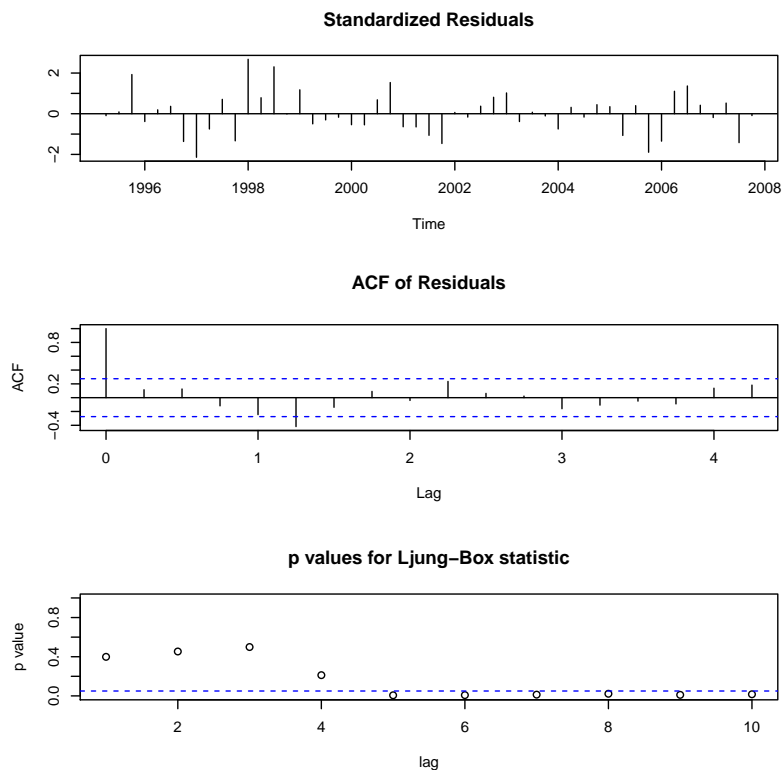 Standardized Residuals
2
0
−2
1996 1998 2000 2002 2004 2006 2008
Time
ACF of Residuals
ACF
0.8
0.2
−0.4
0 1 2 3 4
Lag
p values for Ljung−Box statistic
p value
0.8
0.4
0.0
2 4 6 8 10
lag